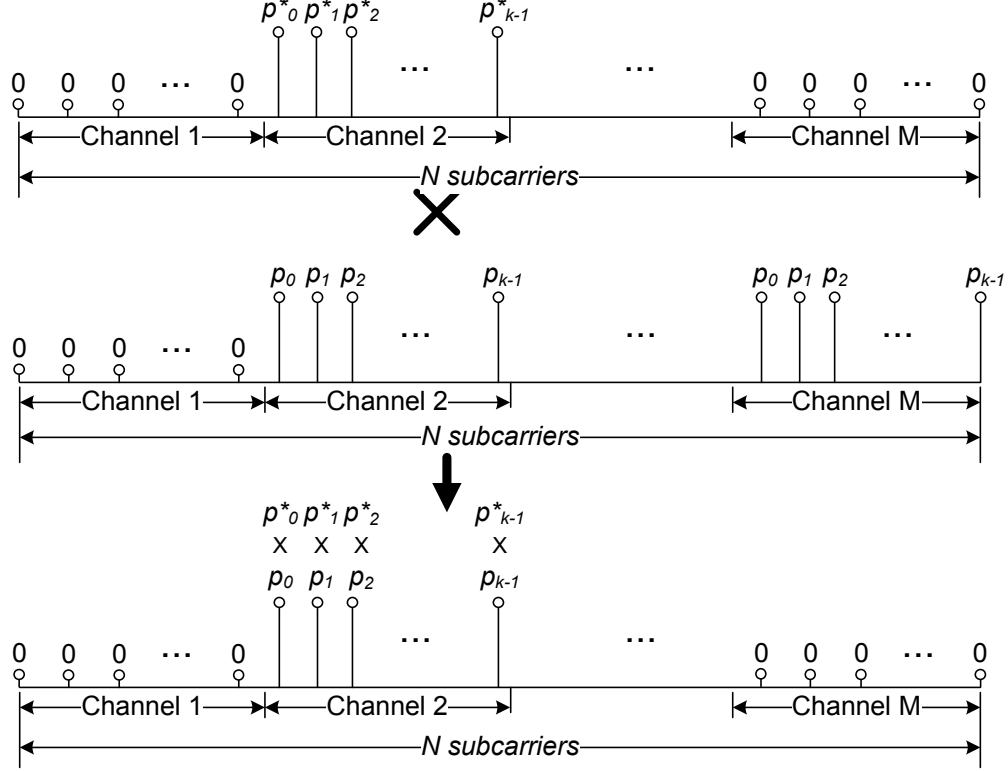 p*0 p*1 p*2 p*k-1
... ...
0 0 0 ... 0 0 0 0 ... 0
Channel 1 Channel 2 Channel M
N subcarriers
p0 p1 p2 pk-1 p0 p1 p2 pk-1
... ... ...
0 0 0 ... 0
Channel 1 Channel 2 Channel M
N subcarriers
p*0 p*1 p*2 p*k-1
X X X X
p0 p1 p2 pk-1
... ...
0 0 0 ... 0 0 0 0 ... 0
Channel 1 Channel 2 Channel M
N subcarriers